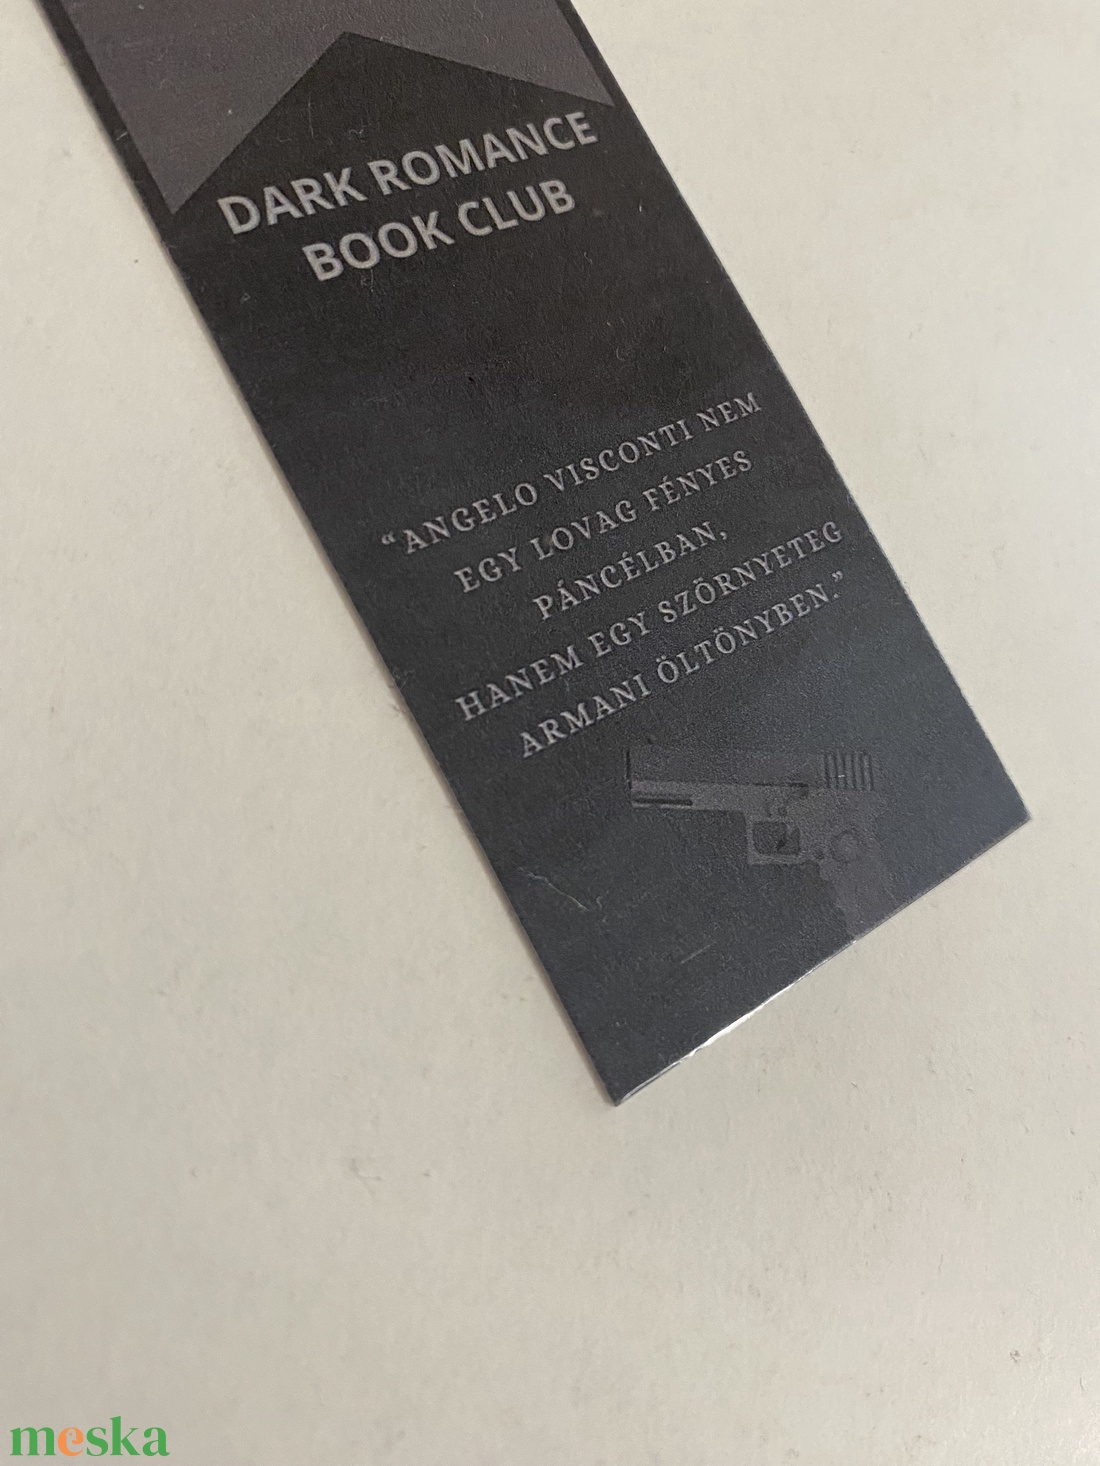 DARK ROMANCE
BOOK CLUB
“ANGELO VISCONTI NEM
EGY LOVAG FÉNYES
PÁNCÉLBAN,
HANEM EGY SZÖRNYETEG
ARMANI ÖLTÖNYBEN.”
meska